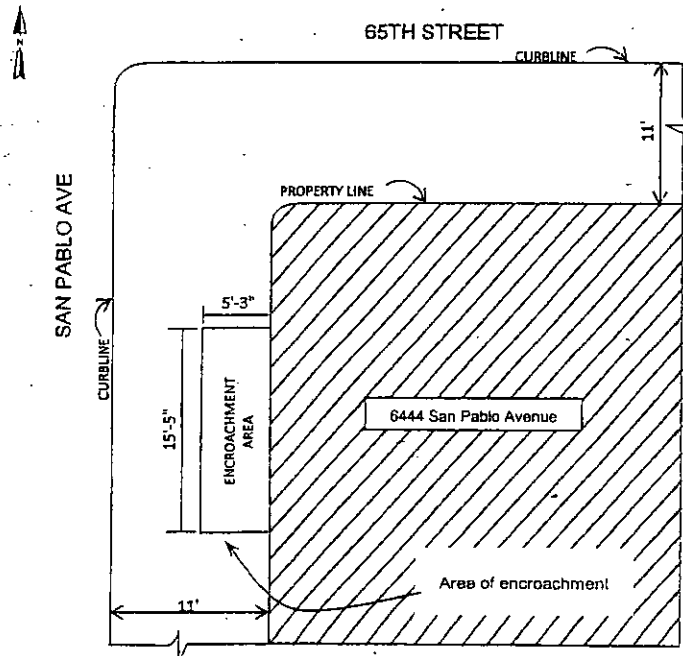 N
65TH STREET
CURBLINE
11'
PROPERTY LINE
SAN PABLO AVE
CURBLINE
5'-3"
15'-5"
ENCROACHMENT
AREA
6444 San Pablo Avenue
Area of encroachment
11'